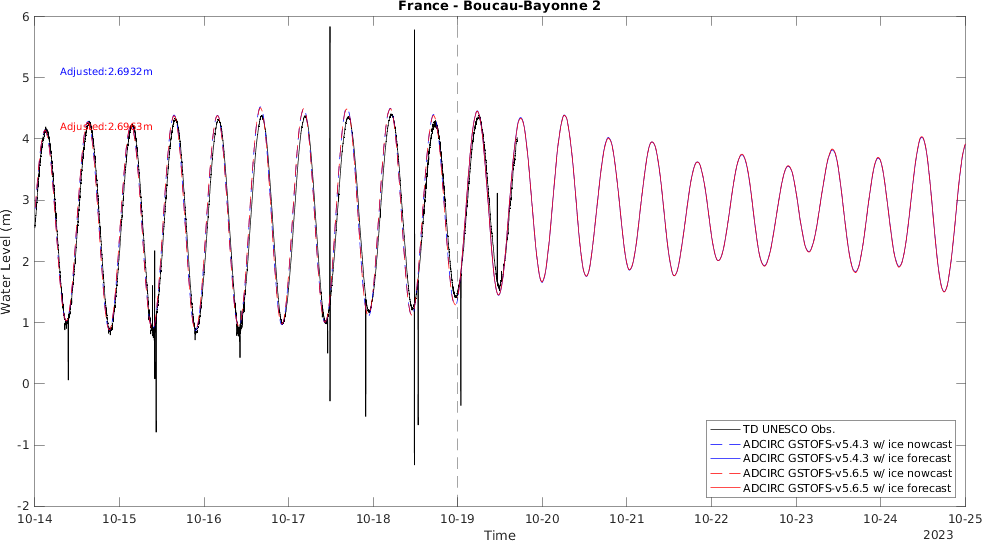 France - Boucau-Bayonne 2
6
5
4
3
2
1
0
-1
-2
Water Level (m)
Adjusted:2.6932m
Adjusted:2.6963m
TD UNESCO Obs.
ADCIRC GSTOFS-v5.4.3 w/ ice nowcast
ADCIRC GSTOFS-v5.4.3 w/ ice forecast
ADCIRC GSTOFS-v5.6.5 w/ ice nowcast
ADCIRC GSTOFS-v5.6.5 w/ ice forecast
10-14 10-15 10-16 10-17 10-18 10-19 10-20 10-21 10-22 10-23 10-24 10-25
Time
2023